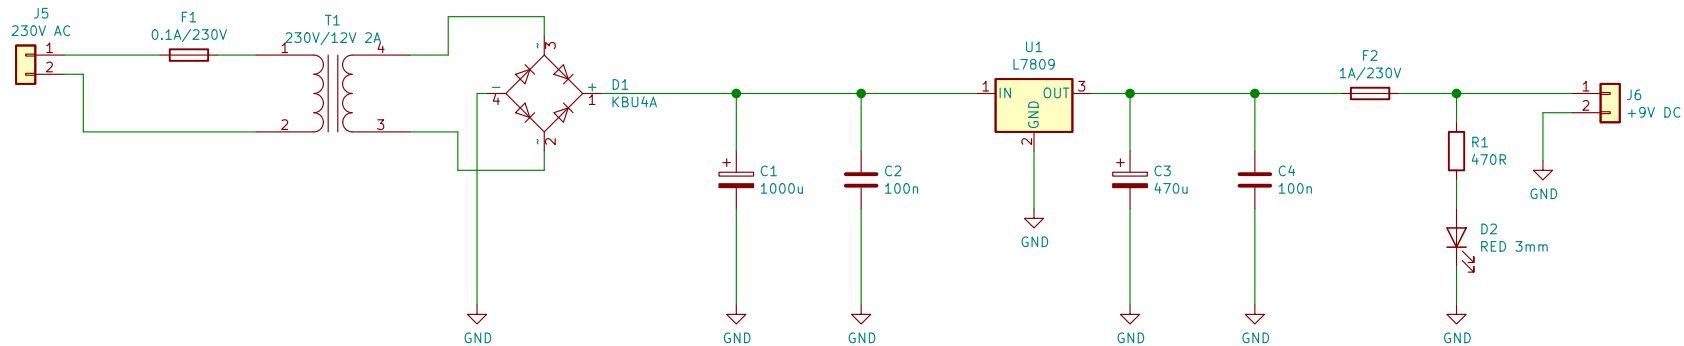 J5
230V AC
1
2
F1
0.1A/230V
T1
230V/12V 2A
1
2
4
3
~
3
-
4
+
1
~
2
D1
KBU4A
GND
C1
1000u
+
GND
C2
100n
GND
U1
L7809
1
IN
OUT
3
GND
2
GND
+
C3
470u
GND
C4
100n
GND
F2
1A/230V
R1
470R
D2
RED 3mm
GND
1
2
J6
+9V DC
GND